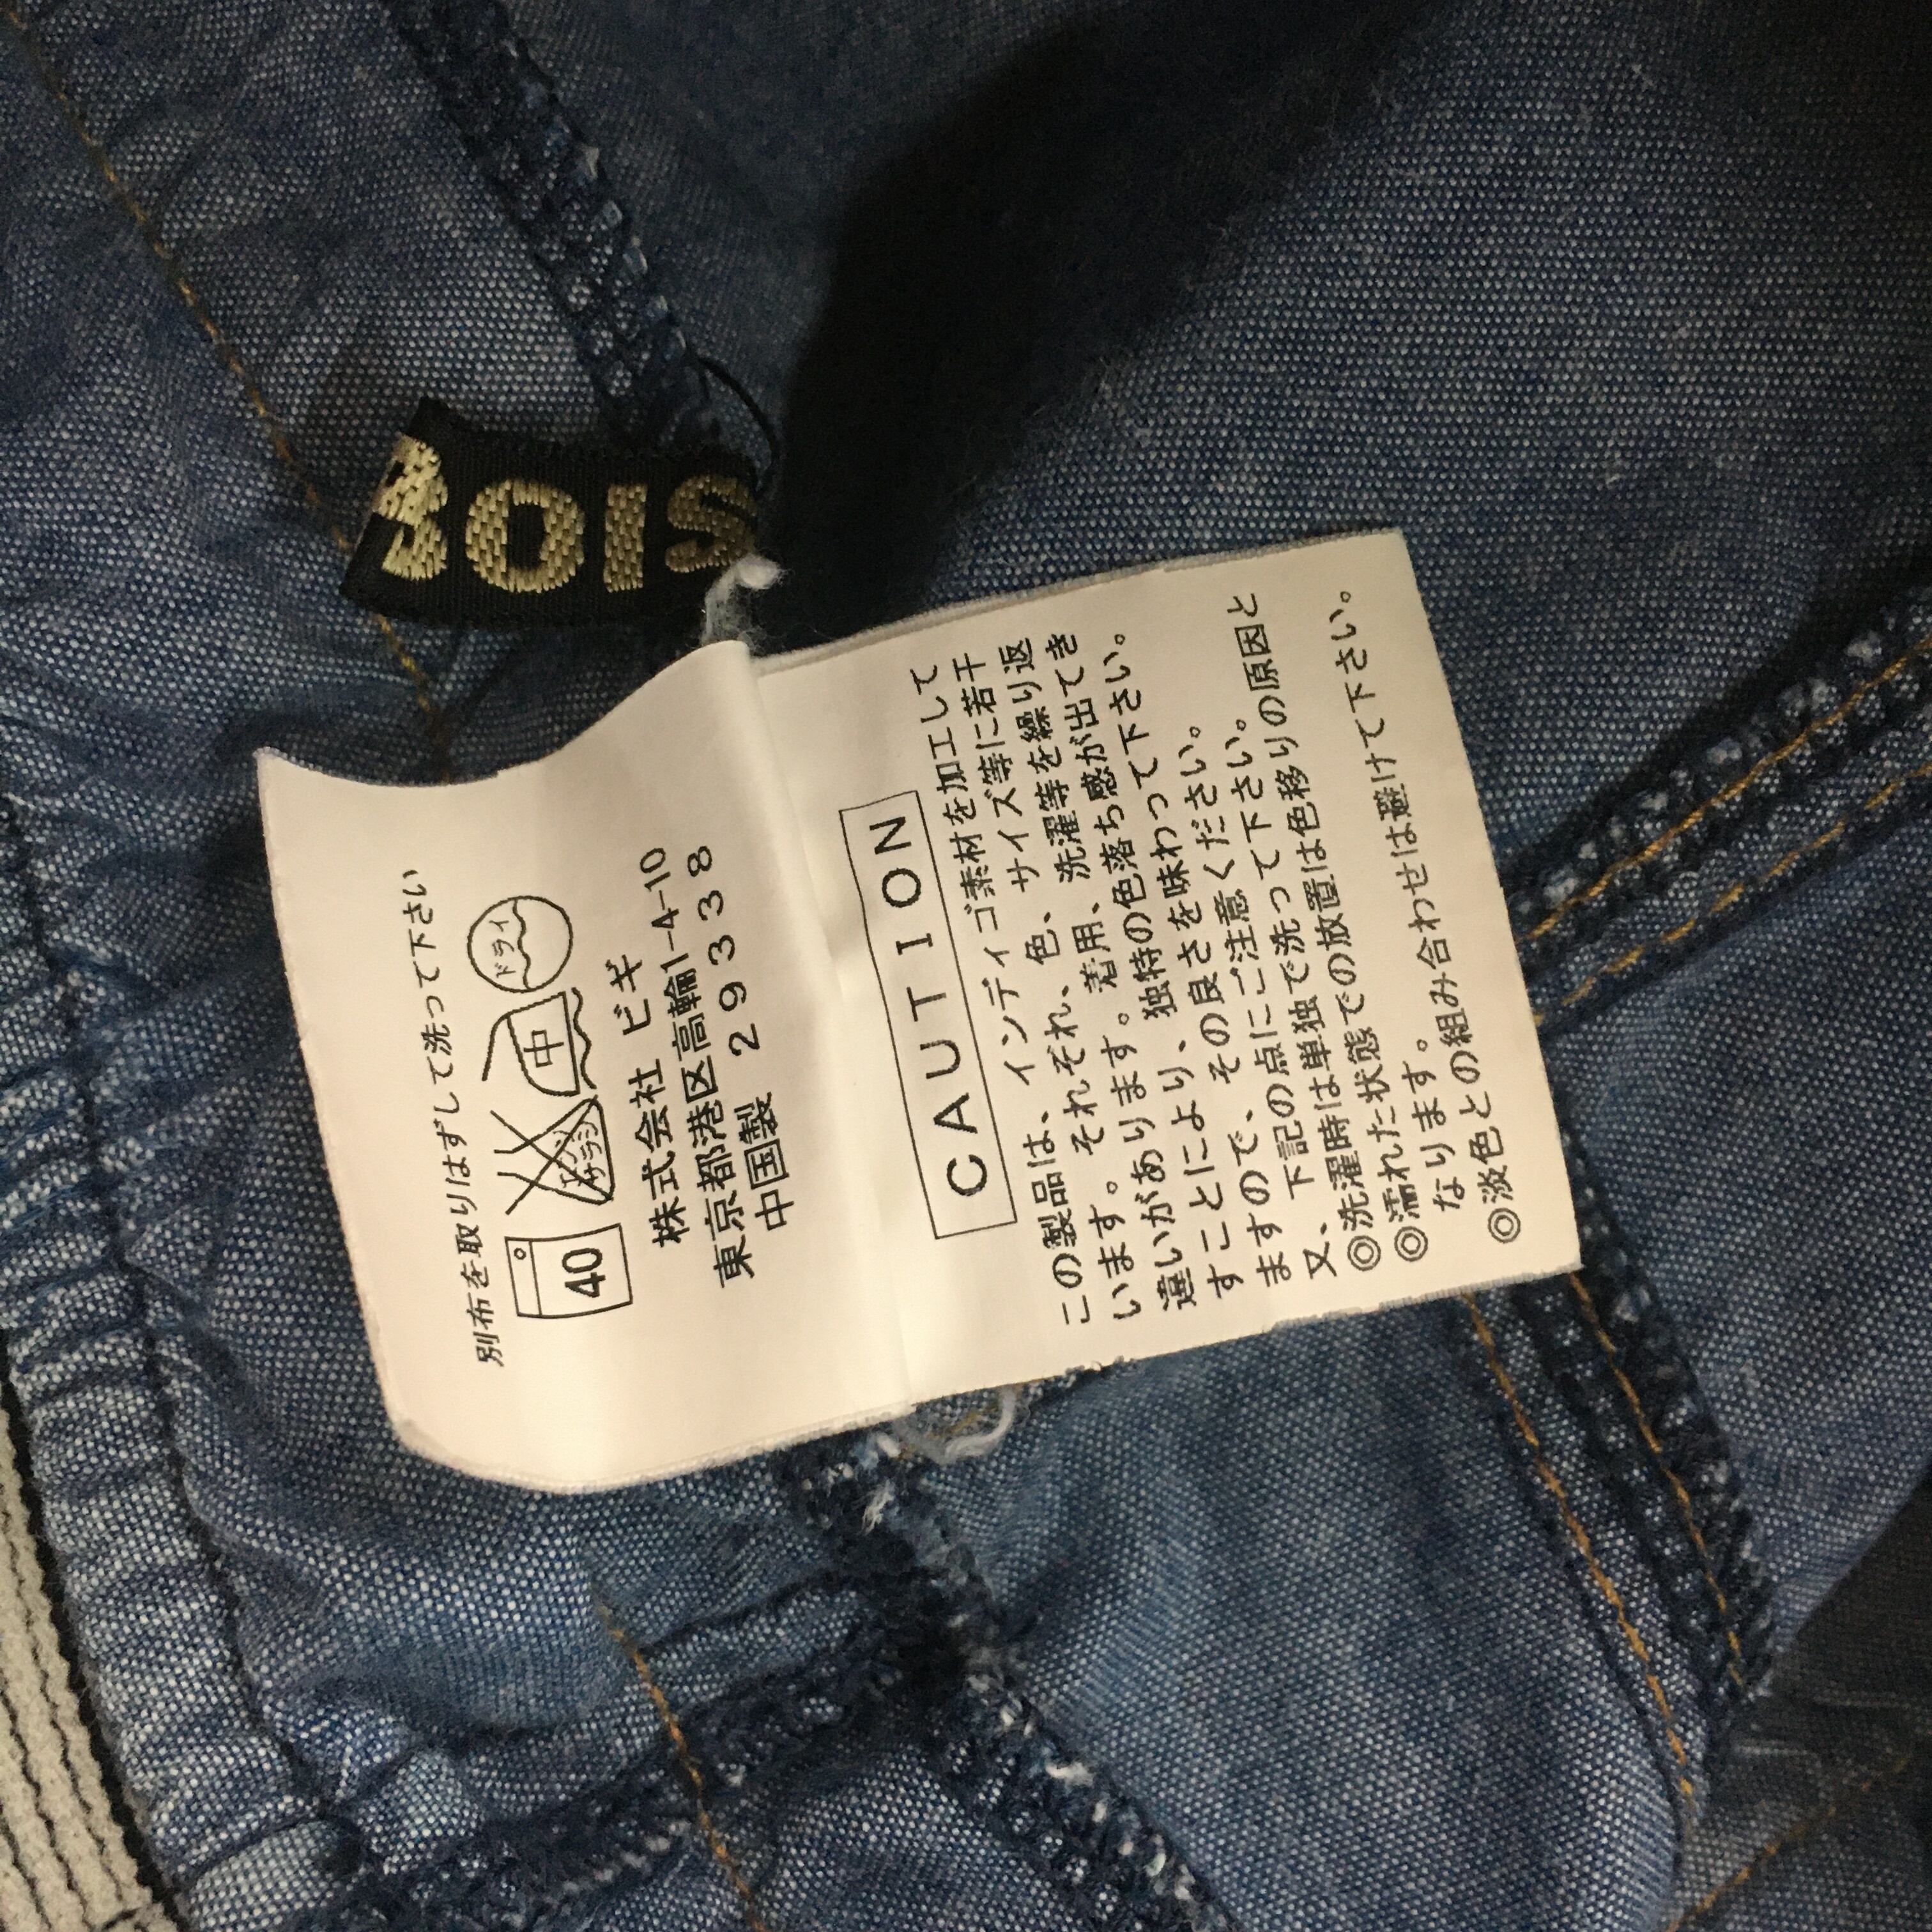 BOIS
別布を取りはずして洗って下さい
40
エンソ
サラシ
中
ドライ
株式会社 ビギ
東京都港区高輪1-4-10
中国製 29338
CAUTION
この製品は、インディゴ素材を加工して
います。それぞれ、色、サイズ等に若干
違いがあります。着用、洗濯等を繰り返
すことにより、独特の色落ち感が出てき
ますので、その良さを味わって下さい。
又、下記の点にご注意ください。
◎洗濯時は単独で洗って下さい。
◎濡れた状態での放置は色移りの原因と
なります。
◎淡色との組み合わせは避けて下さい。